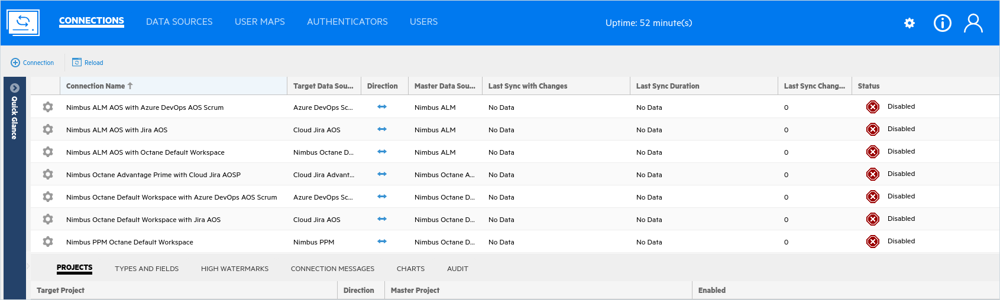 CONNECTIONS DATA SOURCES USER MAPS AUTHENTICATORS USERS Uptime: 52 minute(s)
Connection Reload
Quick Glance
Connection Name Target Data Sou... Direction Master Data Sou... Last Sync with Changes Last Sync Duration Last Sync Chang... Status
Nimbus ALM AOS with Azure DevOps AOS Scrum Azure DevOps Sc... Nimbus ALM No Data No Data 0 Disabled
Nimbus ALM AOS with Jira AOS Cloud Jira AOS Nimbus ALM No Data No Data 0 Disabled
Nimbus ALM AOS with Octane Default Workspace Nimbus Octane D... Nimbus ALM No Data No Data 0 Disabled
Nimbus Octane Advantage Prime with Cloud Jira AOSP Cloud Jira Advant... Nimbus Octane A... No Data No Data 0 Disabled
Nimbus Octane Default Workspace with Azure DevOps AOS Scrum Azure DevOps Sc... Nimbus Octane D... No Data No Data 0 Disabled
Nimbus Octane Default Workspace with Jira AOS Cloud Jira AOS Nimbus Octane D... No Data No Data 0 Disabled
Nimbus PPM Octane Default Workspace Nimbus PPM Nimbus Octane D... No Data No Data 0 Disabled
PROJECTS TYPES AND FIELDS HIGH WATERMARKS CONNECTION MESSAGES CHARTS AUDIT
Target Project Direction Master Project Enabled